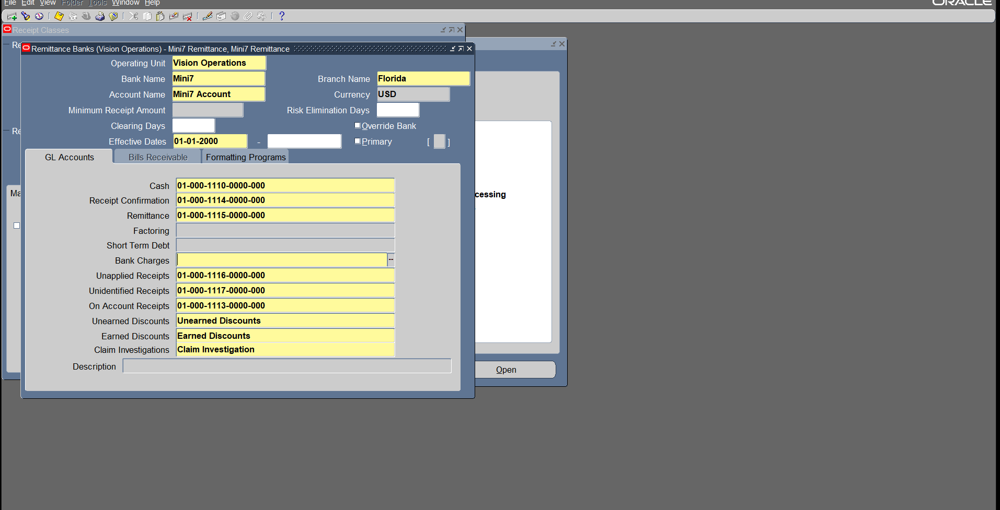 File Edit View Folder Tools Window Help
ORACLE
Receipt Classes
Re
Remittance Banks (Vision Operations) - Mini7 Remittance, Mini7 Remittance
Operating Unit Vision Operations
Bank Name Mini7 Branch Name Florida
Account Name Mini7 Account Currency USD
Minimum Receipt Amount Risk Elimination Days
Clearing Days Override Bank
Re
Effective Dates 01-01-2000 - Primary [ ]
GL Accounts Bills Receivable Formatting Programs
Cash 01-000-1110-0000-000
Ma
cessing
Receipt Confirmation 01-000-1114-0000-000
Remittance 01-000-1115-0000-000
Factoring
Short Term Debt
Bank Charges ...
Unapplied Receipts 01-000-1116-0000-000
Unidentified Receipts 01-000-1117-0000-000
On Account Receipts 01-000-1113-0000-000
Unearned Discounts Unearned Discounts
Earned Discounts Earned Discounts
Claim Investigations Claim Investigation
Description
Open